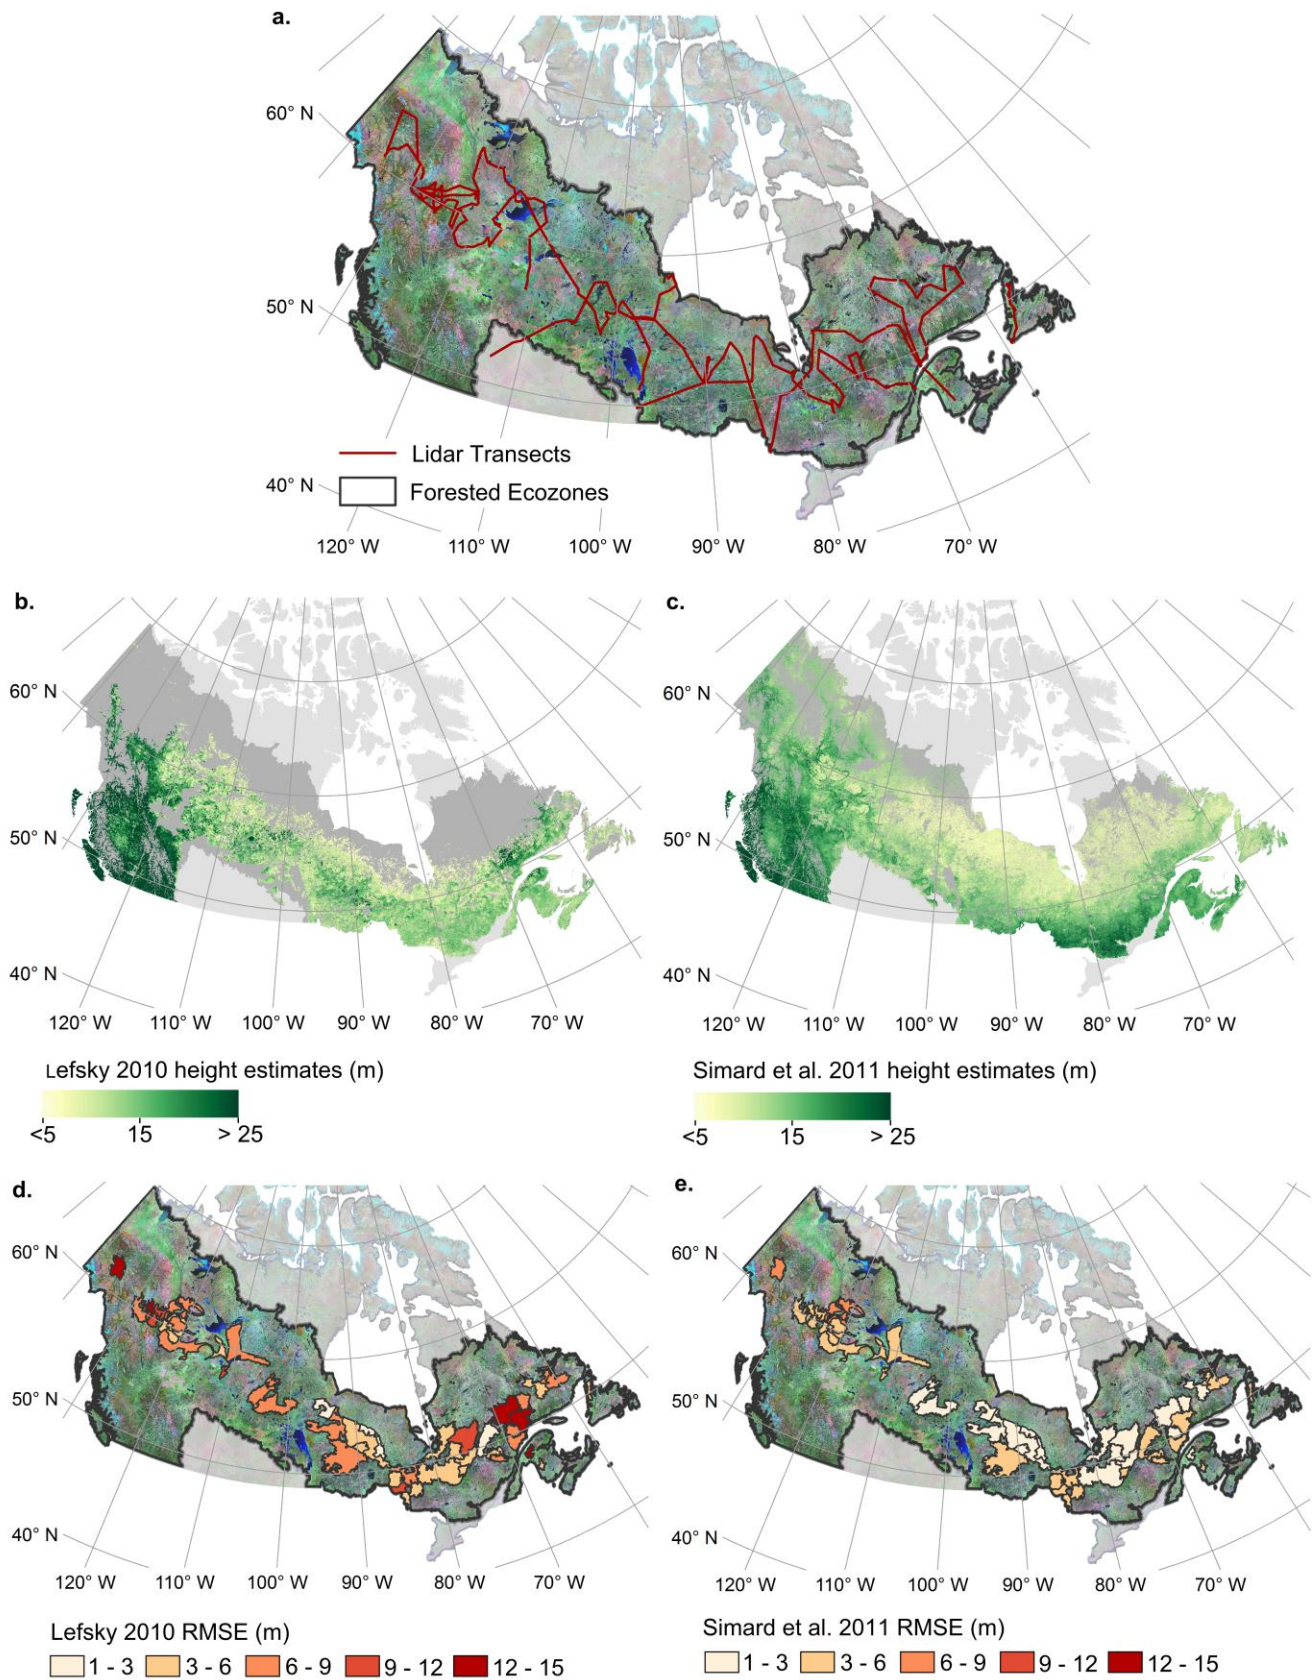 a.
60° N
50° N
40° N
Lidar Transects
Forested Ecozones
120° W 110° W 100° W 90° W 80° W 70° W
b.
60° N
50° N
40° N
120° W 110° W 100° W 90° W 80° W 70° W
Lefsky 2010 height estimates (m)
<5 15 > 25
c.
60° N
50° N
40° N
120° W 110° W 100° W 90° W 80° W 70° W
Simard et al. 2011 height estimates (m)
<5 15 > 25
d.
60° N
50° N
40° N
120° W 110° W 100° W 90° W 80° W 70° W
Lefsky 2010 RMSE (m)
1 - 3 3 - 6 6 - 9 9 - 12 12 - 15
e.
60° N
50° N
40° N
120° W 110° W 100° W 90° W 80° W 70° W
Simard et al. 2011 RMSE (m)
1 - 3 3 - 6 6 - 9 9 - 12 12 - 15